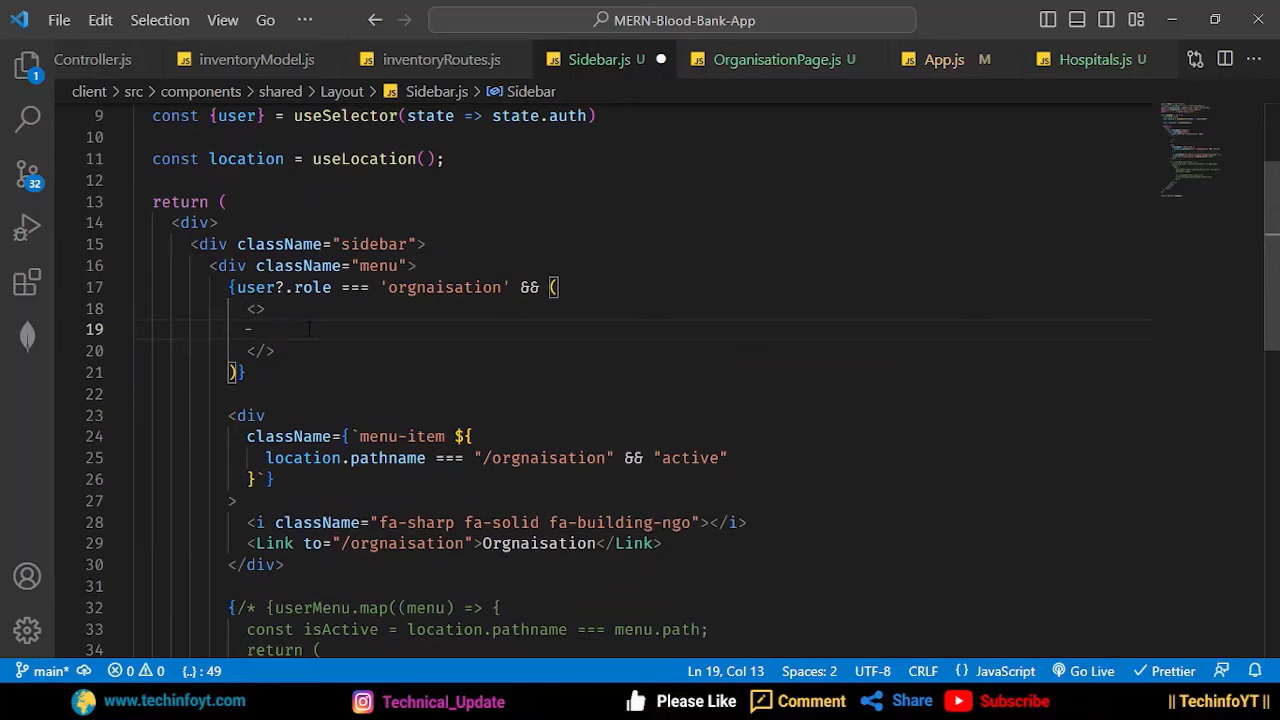 File Edit Selection View Go ··· MERN-Blood-Bank-App
Controller.js inventoryModel.js inventoryRoutes.js Sidebar.js U OrganisationPage.js U App.js M Hospitals.js U
client > src > components > shared > Layout > Sidebar.js > Sidebar
9 const {user} = useSelector(state => state.auth)
10
11 const location = useLocation();
12
13 return (
14 <div>
15 <div className="sidebar">
16 <div className="menu">
17 {user?.role === 'orgnaisation' && (
18 <>
19 -
20 </>
21 )}
22
23 <div
24 className={`menu-item ${
25 location.pathname === "/orgnaisation" && "active"
26 }`}
27 >
28 <i className="fa-sharp fa-solid fa-building-ngo"></i>
29 <Link to="/orgnaisation">Orgnaisation</Link>
30 </div>
31
32 {/* {userMenu.map((menu) => {
33 const isActive = location.pathname === menu.path;
34 return (
1
32
main* 0 0 {..} : 49 Ln 19, Col 13 Spaces: 2 UTF-8 CRLF {} JavaScript Go Live Prettier
www.techinfoyt.com Technical_Update Please Like Comment Share Subscribe || TechinfoYT ||